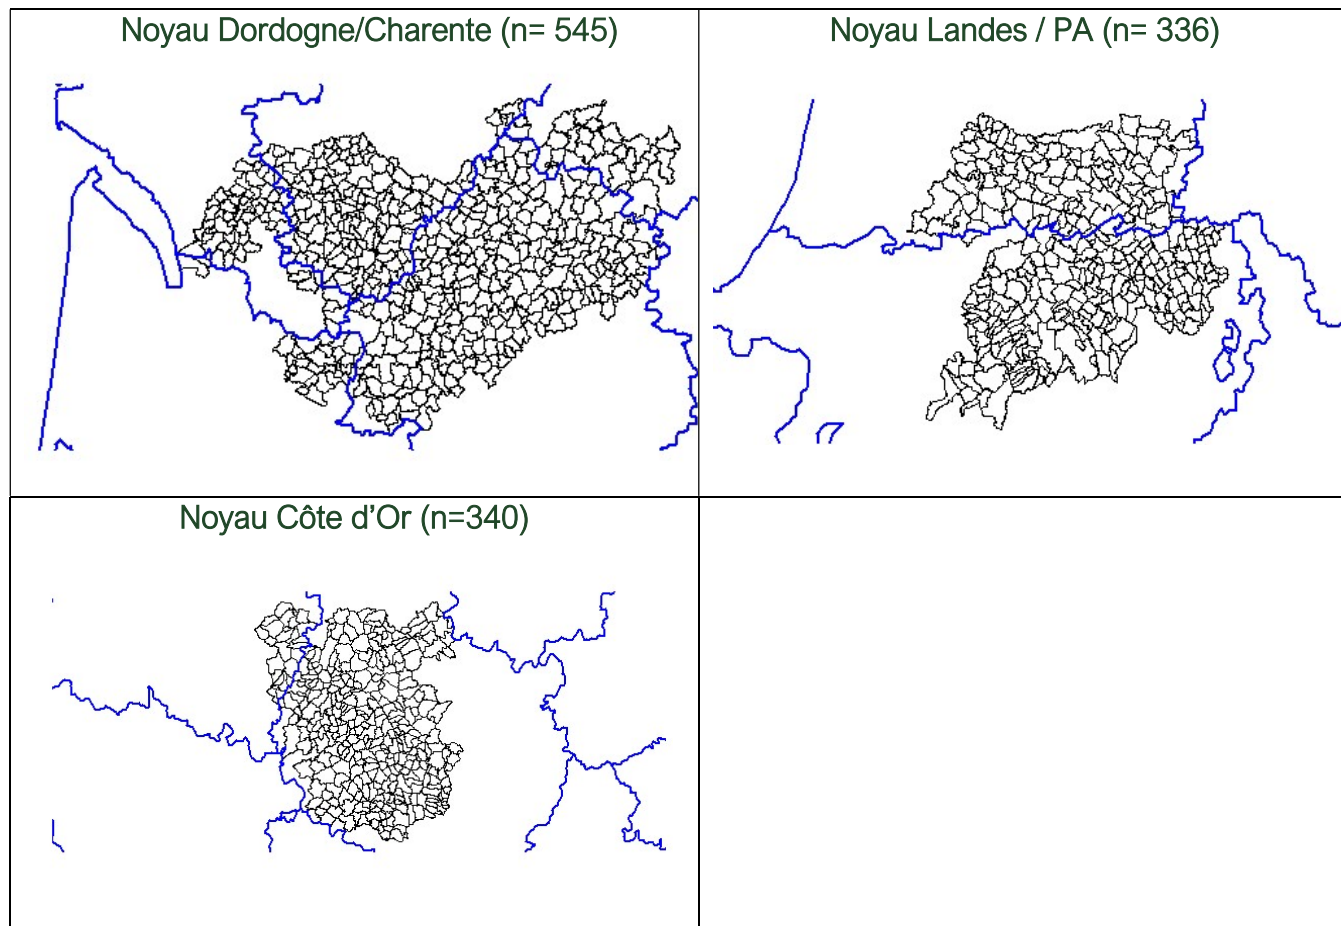 Noyau Dordogne/Charente (n= 545)
Noyau Landes / PA (n= 336)
Noyau Côte d’Or (n=340)